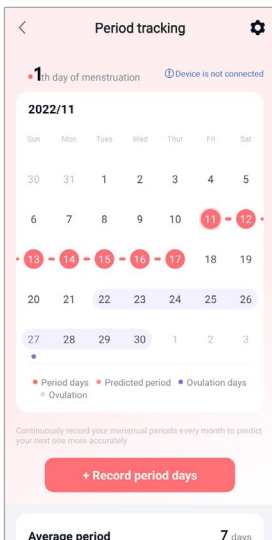 Period tracking
1th day of menstruation
Device is not connected
2022/11
Sun Mon Tues Wed Thur Fri Sat
30 31 1 2 3 4 5
6 7 8 9 10 11 12
13 14 15 16 17 18 19
20 21 22 23 24 25 26
27 28 29 30 1 2 3
Period days Predicted period Ovulation days
Ovulation
Continuously record your menstrual periods every month to predict
your next one more accurately
+ Record period days
Average period 7 days